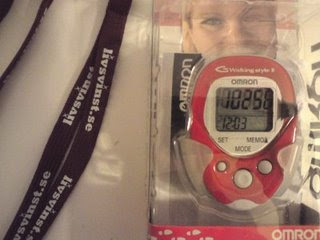 livsvinst.se
livsvinst.se
livsvinst.se
Walking style II
OMRON
10256
12:03
SET
MEMO
MODE
OMRON
OMRON